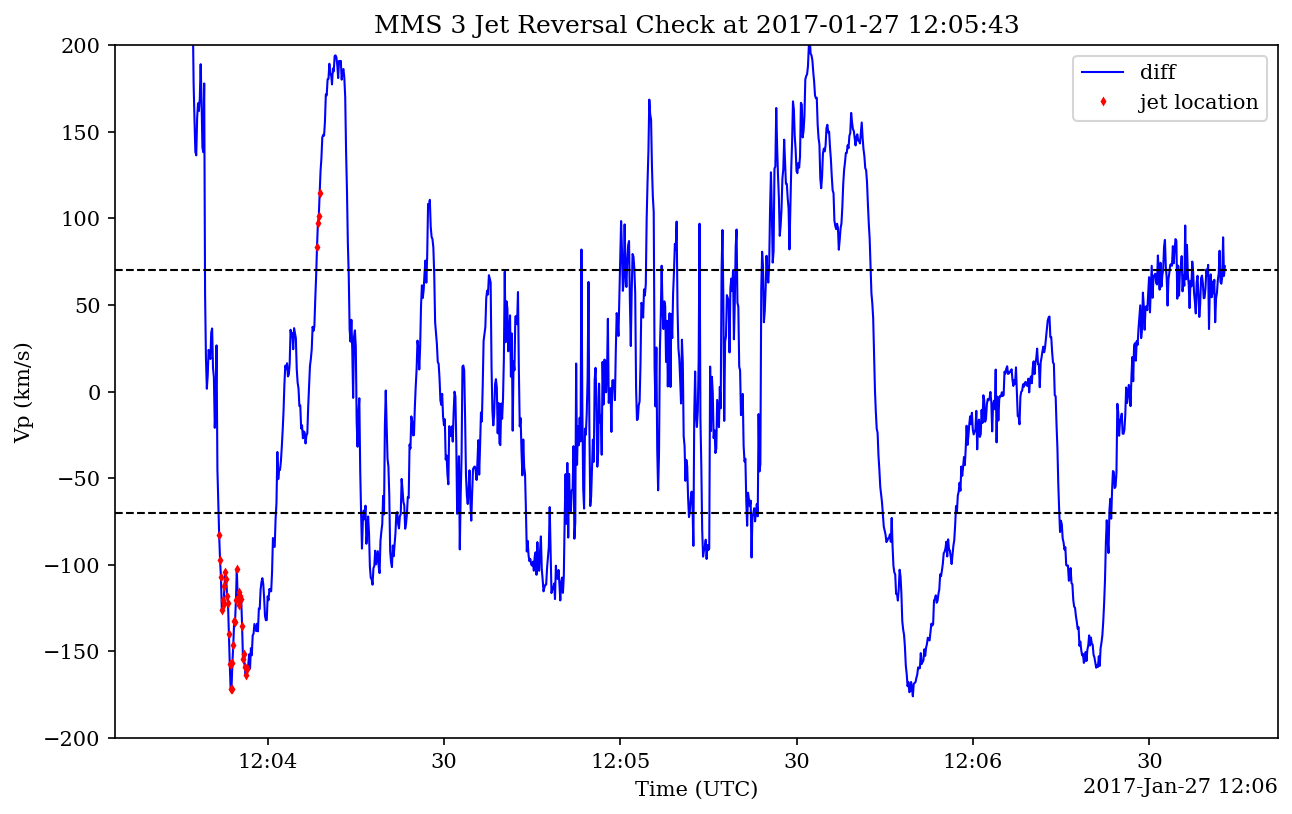 MMS 3 Jet Reversal Check at 2017-01-27 12:05:43
diff
jet location
Vp (km/s)
200
150
100
50
0
−50
−100
−150
−200
12:04
30
12:05
30
12:06
30
Time (UTC)
2017-Jan-27 12:06